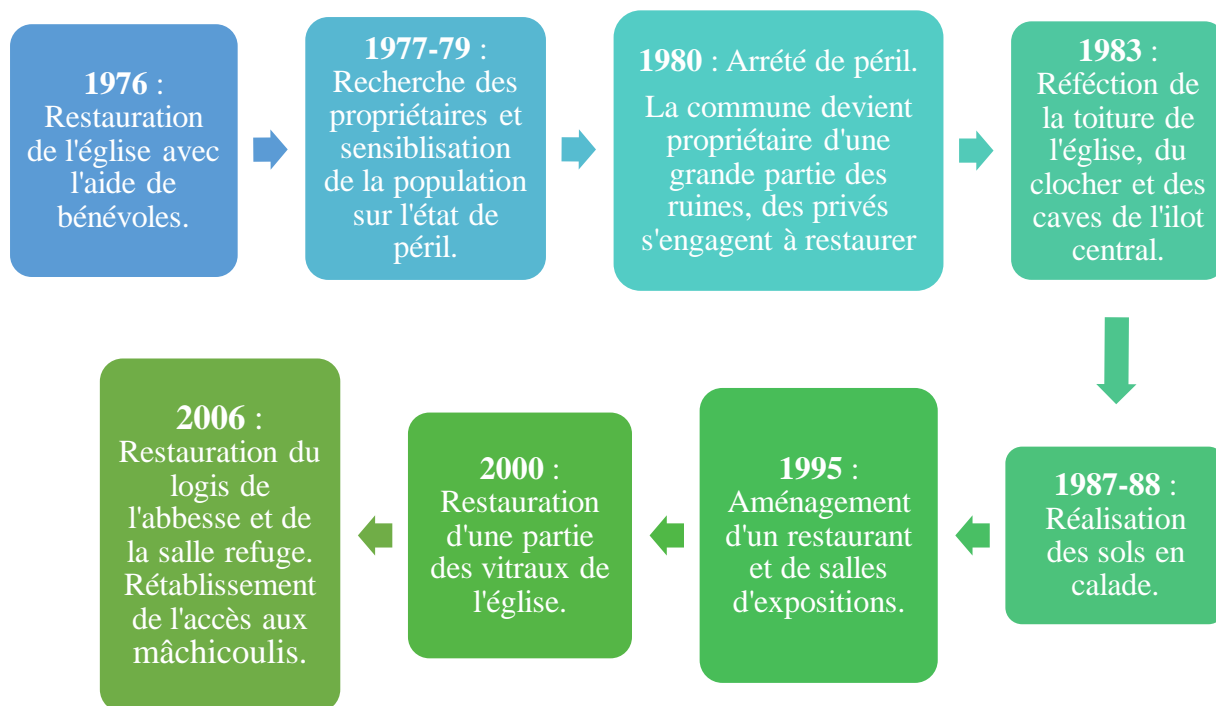 1976 :
Restauration
de l'église avec
l'aide de
bénévoles.
1977-79 :
Recherche des
propriétaires et
sensiblisation
de la population
sur l'état de
péril.
1980 : Arrété de péril.
La commune devient
propriétaire d'une
grande partie des
ruines, des privés
s'engagent à restaurer
1983 :
Réféction de
la toiture de
l'église, du
clocher et des
caves de l'ilot
central.
1987-88 :
Réalisation
des sols en
calade.
1995 :
Aménagement
d'un restaurant
et de salles
d'expositions.
2000 :
Restauration
d'une partie
des vitraux de
l'église.
2006 :
Restauration du
logis de
l'abbesse et de
la salle refuge.
Rétablissement
de l'accès aux
mâchicoulis.